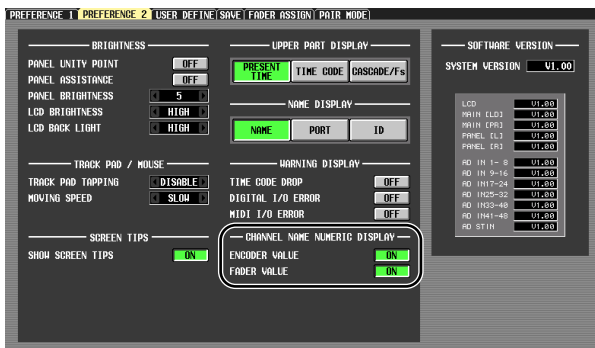 PREFERENCE 1 PREFERENCE 2 USER DEFINE SAVE FADER ASSIGN PAIR MODE
BRIGHTNESS
PANEL UNITY POINT OFF
PANEL ASSISTANCE OFF
PANEL BRIGHTNESS 5
LCD BRIGHTNESS HIGH
LCD BACK LIGHT HIGH
TRACK PAD / MOUSE
TRACK PAD TAPPING DISABLE
MOVING SPEED SLOW
SCREEN TIPS
SHOW SCREEN TIPS ON
UPPER PART DISPLAY
PRESENT TIME TIME CODE CASCADE/Fs
NAME DISPLAY
NAME PORT ID
WARNING DISPLAY
TIME CODE DROP OFF
DIGITAL I/O ERROR OFF
MIDI I/O ERROR OFF
CHANNEL NAME NUMERIC DISPLAY
ENCODER VALUE ON
FADER VALUE ON
SOFTWARE VERSION
SYSTEM VERSION V1.00
LCD V1.00
MAIN [LD] V1.00
MAIN [PR] V1.00
PANEL [L] V1.00
PANEL [R] V1.00
AD IN 1- 8 V1.00
AD IN 9-16 V1.00
AD IN17-24 V1.00
AD IN25-32 V1.00
AD IN33-40 V1.00
AD IN41-48 V1.00
AD STIN V1.00